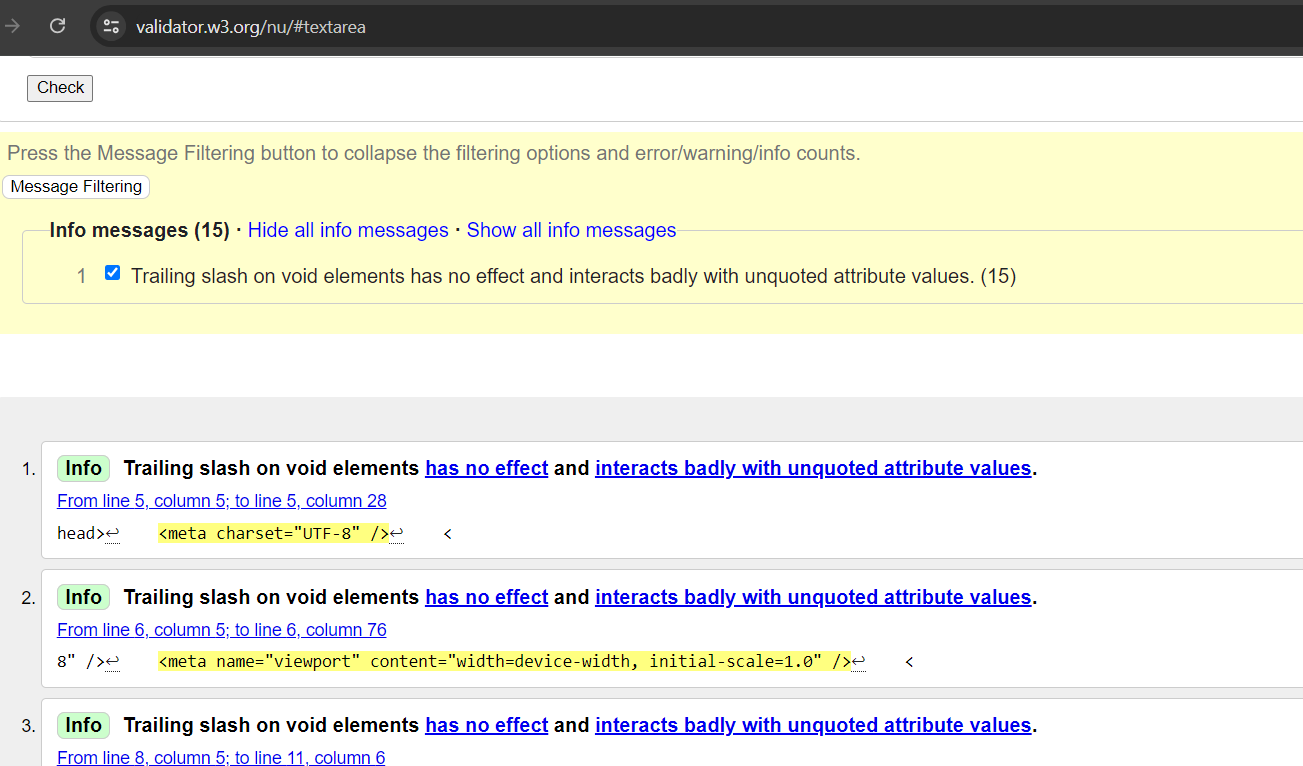 validator.w3.org/nu/#textarea
Check
Press the Message Filtering button to collapse the filtering options and error/warning/info counts.
Message Filtering
Info messages (15) · Hide all info messages · Show all info messages
1 Trailing slash on void elements has no effect and interacts badly with unquoted attribute values. (15)
1. Info Trailing slash on void elements has no effect and interacts badly with unquoted attribute values.
From line 5, column 5; to line 5, column 28
head>↩ <meta charset="UTF-8" />↩ <
2. Info Trailing slash on void elements has no effect and interacts badly with unquoted attribute values.
From line 6, column 5; to line 6, column 76
8" />↩ <meta name="viewport" content="width=device-width, initial-scale=1.0" />↩ <
3. Info Trailing slash on void elements has no effect and interacts badly with unquoted attribute values.
From line 8, column 5; to line 11, column 6